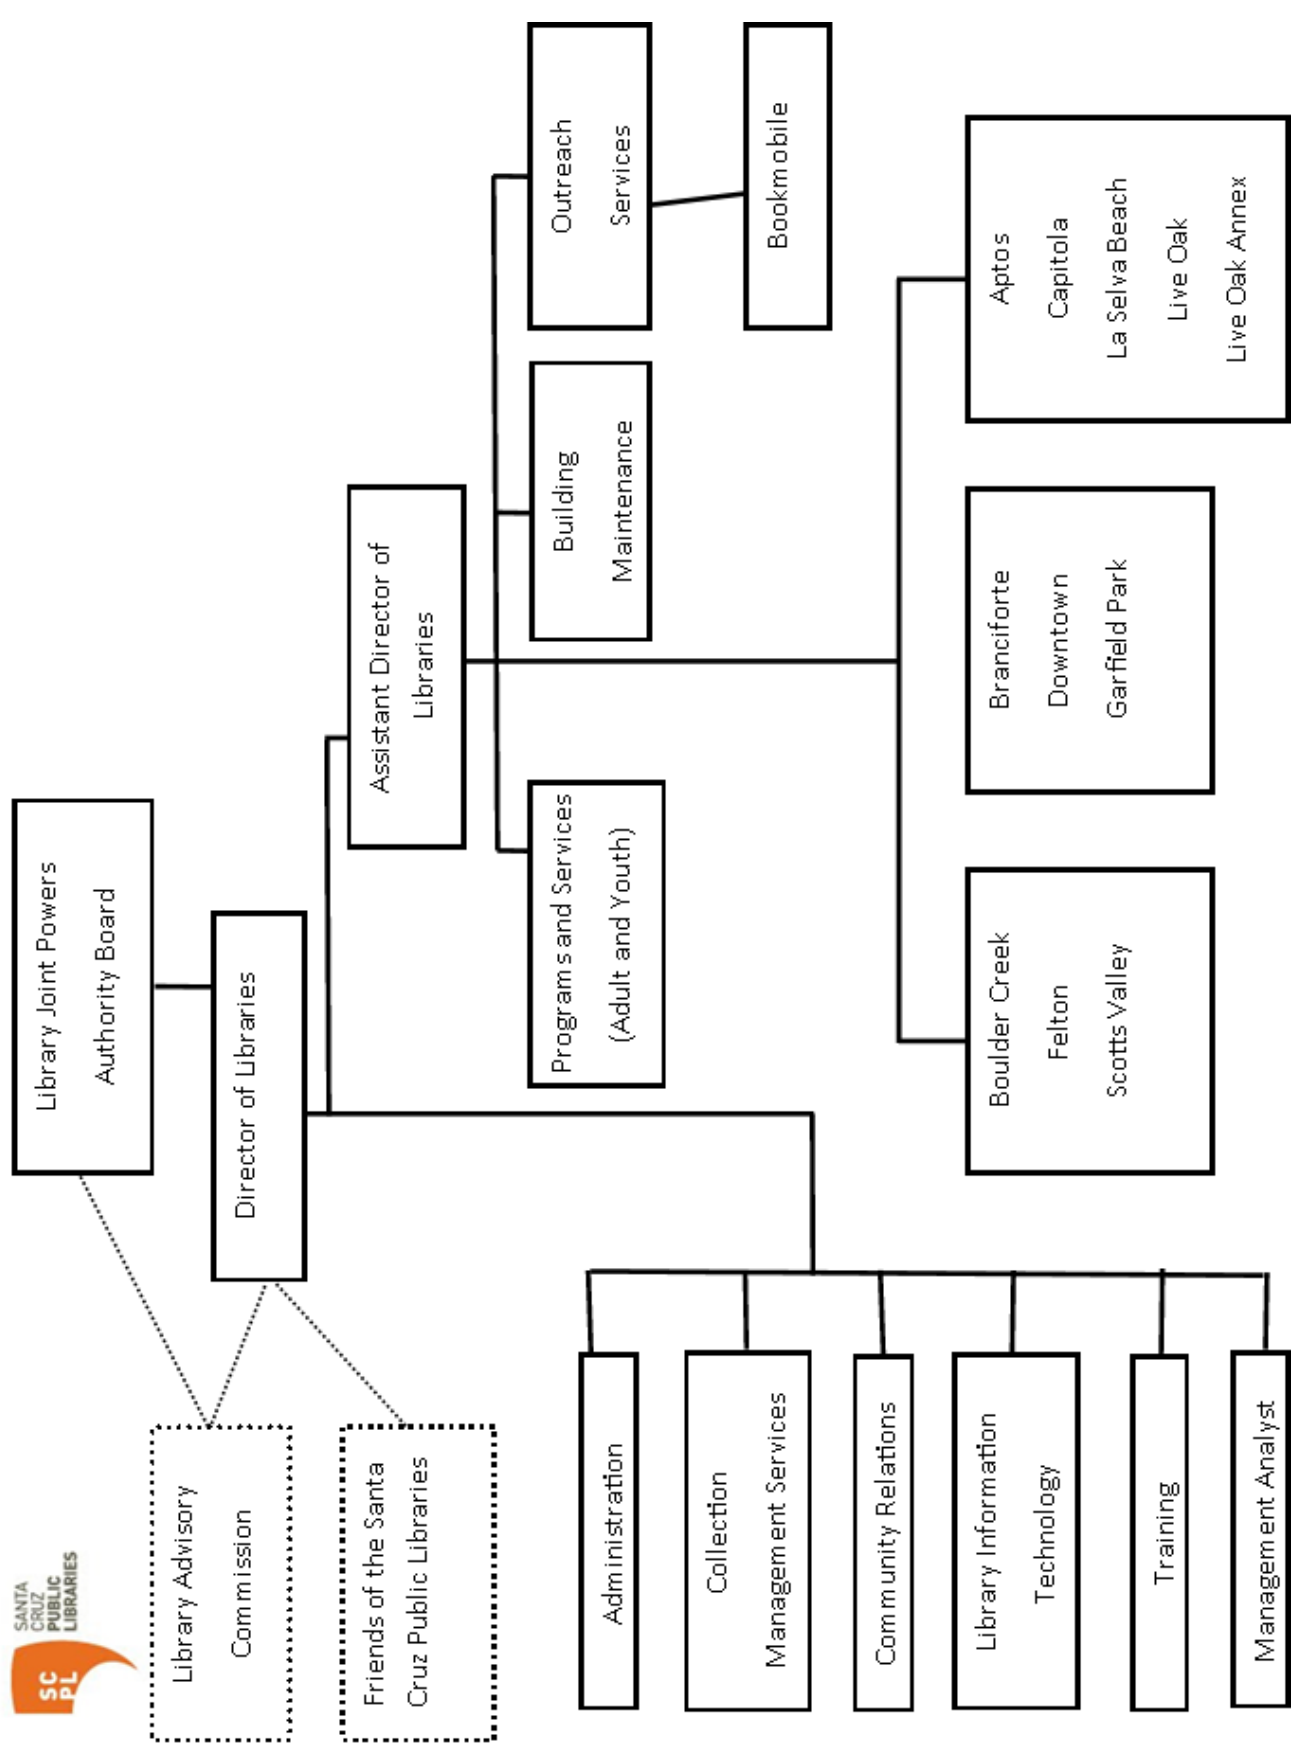 SC
PL
SANTA
CRUZ
PUBLIC
LIBRARIES
Library Joint Powers
Authority Board
Library Advisory
Commission
Director of Libraries
Friends of the Santa
Cruz Public Libraries
Assistant Director of
Libraries
Programs and Services
(Adult and Youth)
Building
Maintenance
Outreach
Services
Bookmobile
Administration
Collection
Management Services
Community Relations
Library Information
Technology
Training
Management Analyst
Boulder Creek
Felton
Scotts Valley
Branciforte
Downtown
Garfield Park
Aptos
Capitola
La Selva Beach
Live Oak
Live Oak Annex